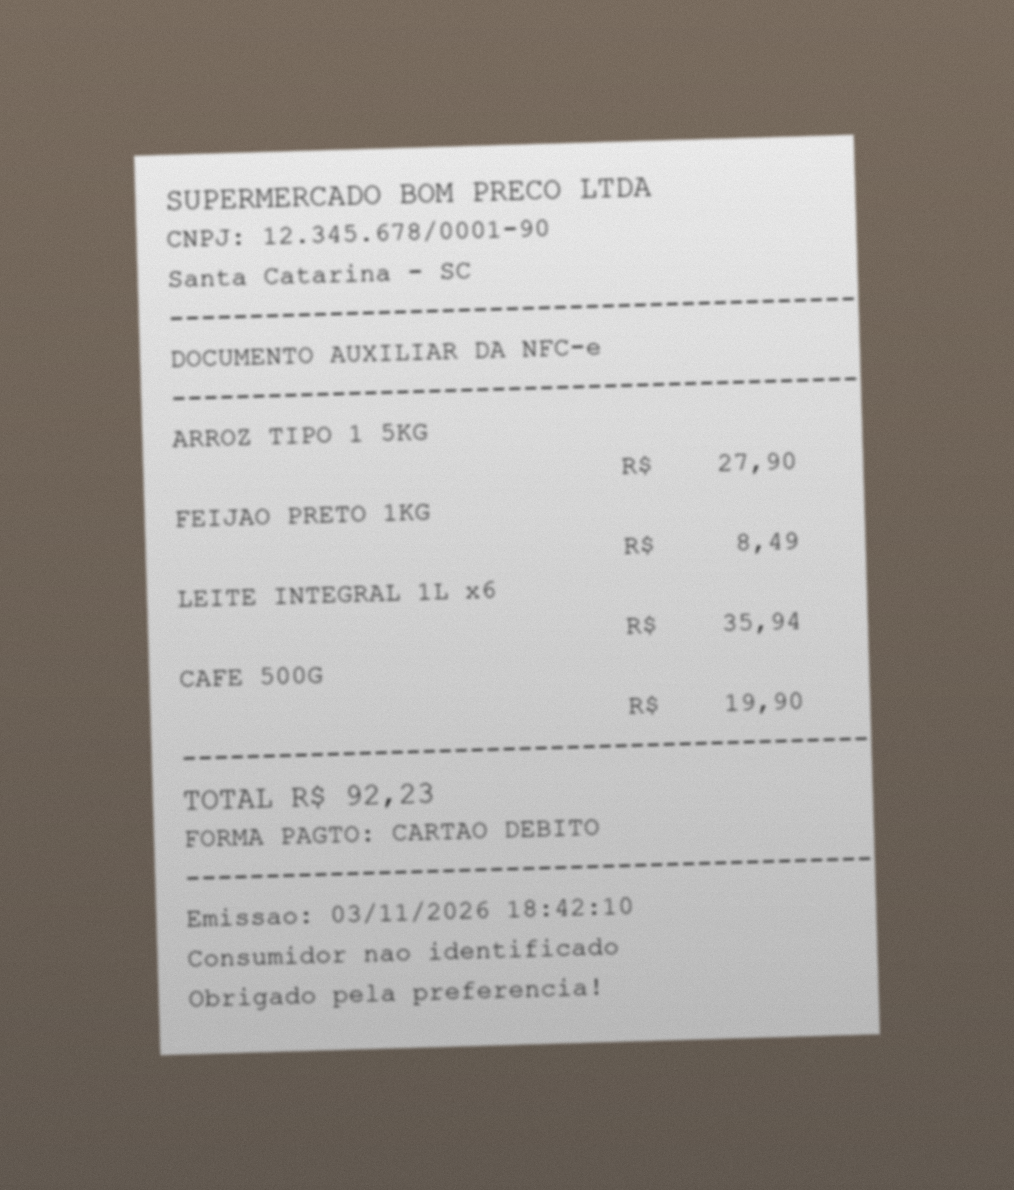 SUPERMERCADO BOM PRECO LTDA
CNPJ: 12.345.678/0001-90
Santa Catarina - SC
-------------------------------------------
DOCUMENTO AUXILIAR DA NFC-e
-------------------------------------------
ARROZ TIPO 1 5KG
R$ 27,90
FEIJAO PRETO 1KG
R$ 8,49
LEITE INTEGRAL 1L x6
R$ 35,94
CAFE 500G
R$ 19,90
-------------------------------------------
TOTAL R$ 92,23
FORMA PAGTO: CARTAO DEBITO
-------------------------------------------
Emissao: 03/11/2026 18:42:10
Consumidor nao identificado
Obrigado pela preferencia!